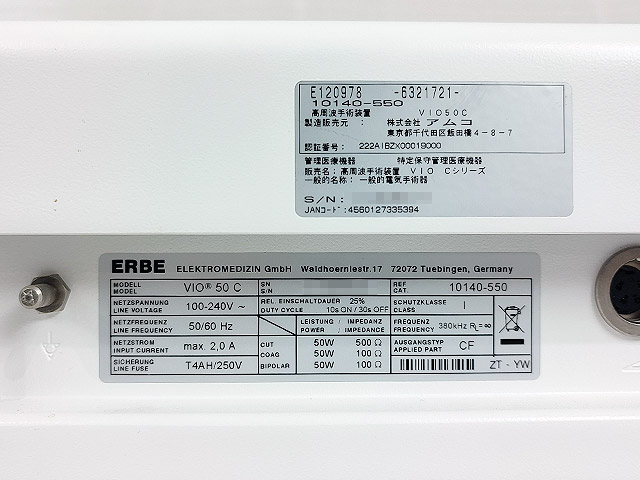 E120978 -6321721-
10140-550
高周波手術装置 VIO50C
製造販売元 : 株式会社 アムコ
東京都千代田区飯田橋4-8-7
認証番号: 222AIBZX00019000
管理医療機器 特定保守管理医療機器
販売名:高周波手術装置 VIO Cシリーズ
一般的名称: 一般的電気手術器
S/N:
JANコード:4560127335394
ERBE ELEKTROMEDIZIN GmbH Waldhoernlestr.17 72072 Tuebingen, Germany
MODELL
MODEL
VIO® 50 C
SN
S/N
REF
CAT.
10140-550
NETZSPANNUNG
LINE VOLTAGE
100-240V ~
REL. EINSCHALTDAUER 25%
DUTY CYCLE 10s ON / 30s OFF
SCHUTZKLASSE
CLASS
I
NETZFREQUENZ
LINE FREQUENCY
50/60 Hz
LEISTUNG / IMPEDANZ
POWER / IMPEDANCE
FREQUENZ
FREQUENCY
380kHz RL=∞
NETZSTROM
INPUT CURRENT
max. 2,0 A
CUT 50W 500 Ω
COAG 50W 100 Ω
BIPOLAR 50W 100 Ω
AUSGANGSTYP
APPLIED PART
CF
SICHERUNG
LINE FUSE
T4AH/250V
ZT - YW